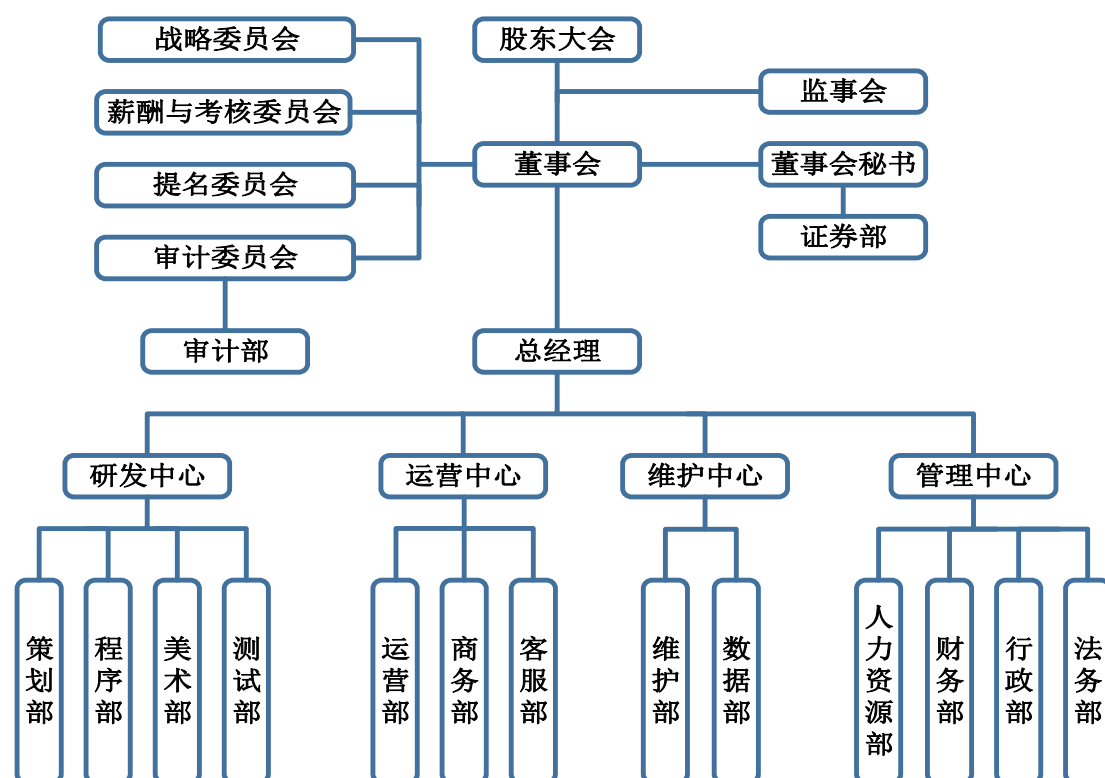 战略委员会
股东大会
监事会
薪酬与考核委员会
董事会
董事会秘书
提名委员会
证券部
审计委员会
审计部
总经理
研发中心
运营中心
维护中心
管理中心
策划部
程序部
美术部
测试部
运营部
商务部
客服部
维护部
数据部
人力资源部
财务部
行政部
法务部